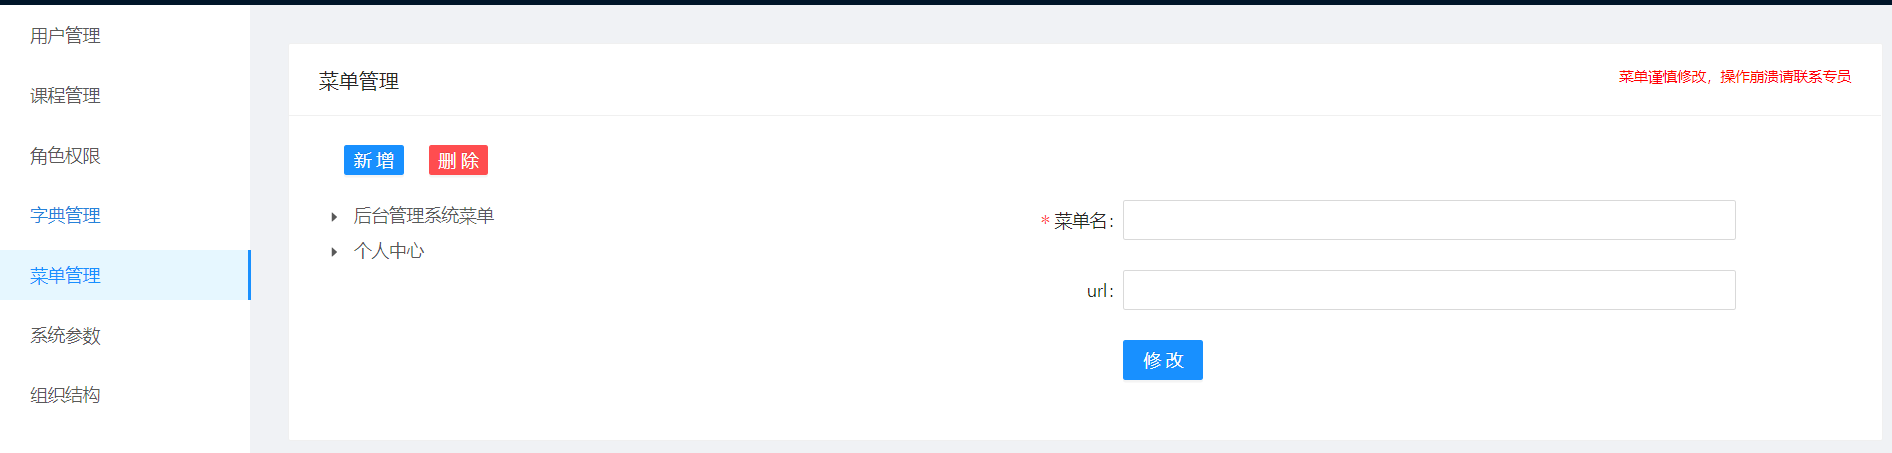 用户管理
课程管理
角色权限
字典管理
菜单管理
系统参数
组织结构
菜单管理
菜单谨慎修改，操作崩溃请联系专员
新增 删除
后台管理系统菜单
个人中心
* 菜单名:
url:
修改